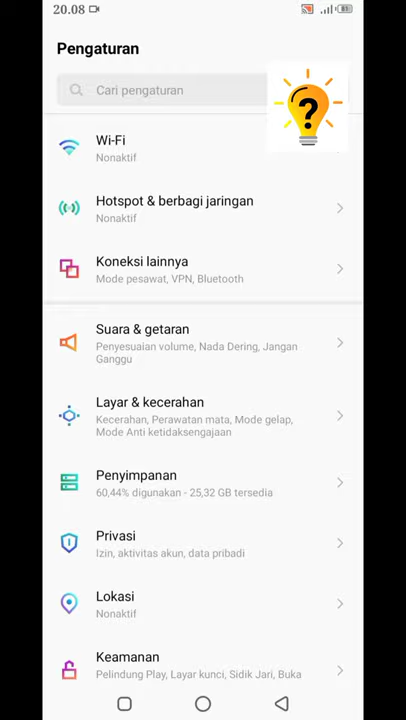 20.08
Pengaturan
Cari pengaturan
?
Wi-Fi
Nonaktif
Hotspot & berbagi jaringan
Nonaktif
Koneksi lainnya
Mode pesawat, VPN, Bluetooth
Suara & getaran
Penyesuaian volume, Nada Dering, Jangan
Ganggu
Layar & kecerahan
Kecerahan, Perawatan mata, Mode gelap,
Mode Anti ketidaksengajaan
Penyimpanan
60,44% digunakan - 25,32 GB tersedia
Privasi
Izin, aktivitas akun, data pribadi
Lokasi
Nonaktif
Keamanan
Pelindung Play, Layar kunci, Sidik Jari, Buka